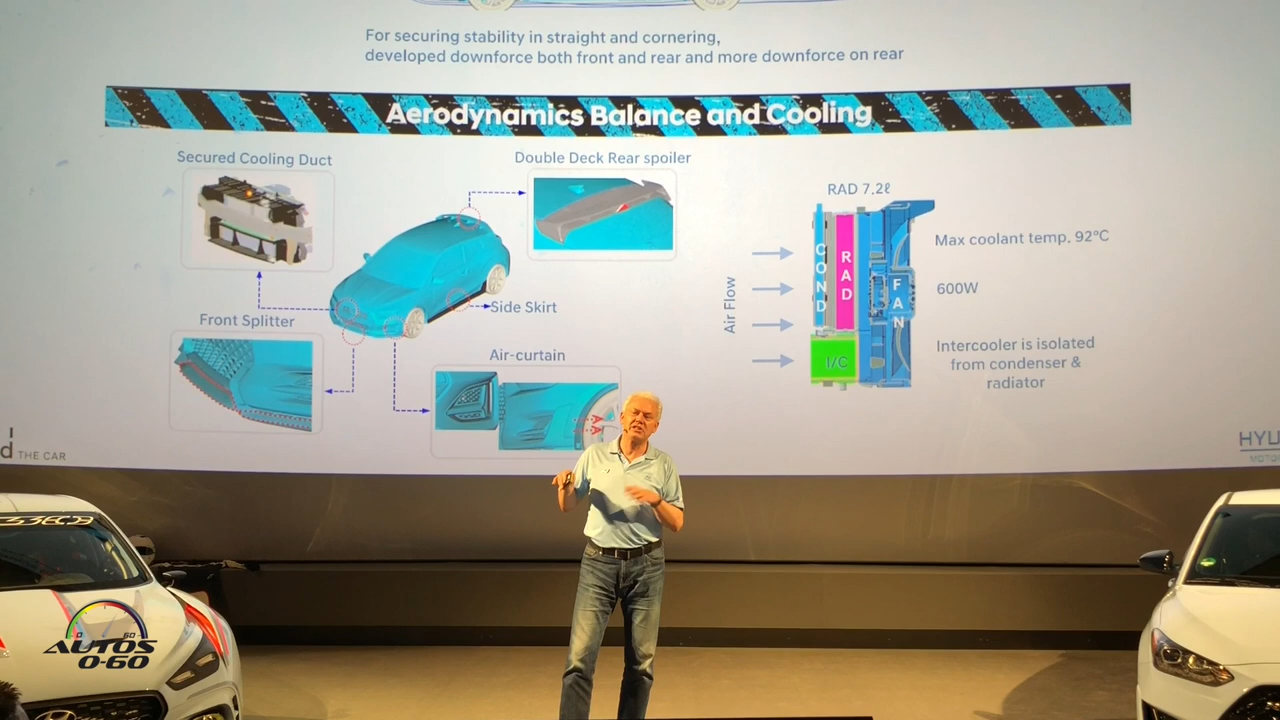 For securing stability in straight and cornering,
developed downforce both front and rear and more downforce on rear
Aerodynamics Balance and Cooling
Secured Cooling Duct
Double Deck Rear spoiler
RAD 7.2ℓ
Max coolant temp. 92°C
COND
RAD
FAN
Air Flow
600W
Side Skirt
Front Splitter
Air-curtain
I/C
Intercooler is isolated
from condenser &
radiator
d THE CAR
HYU
MOTO
0 60
AUTOS
0-60